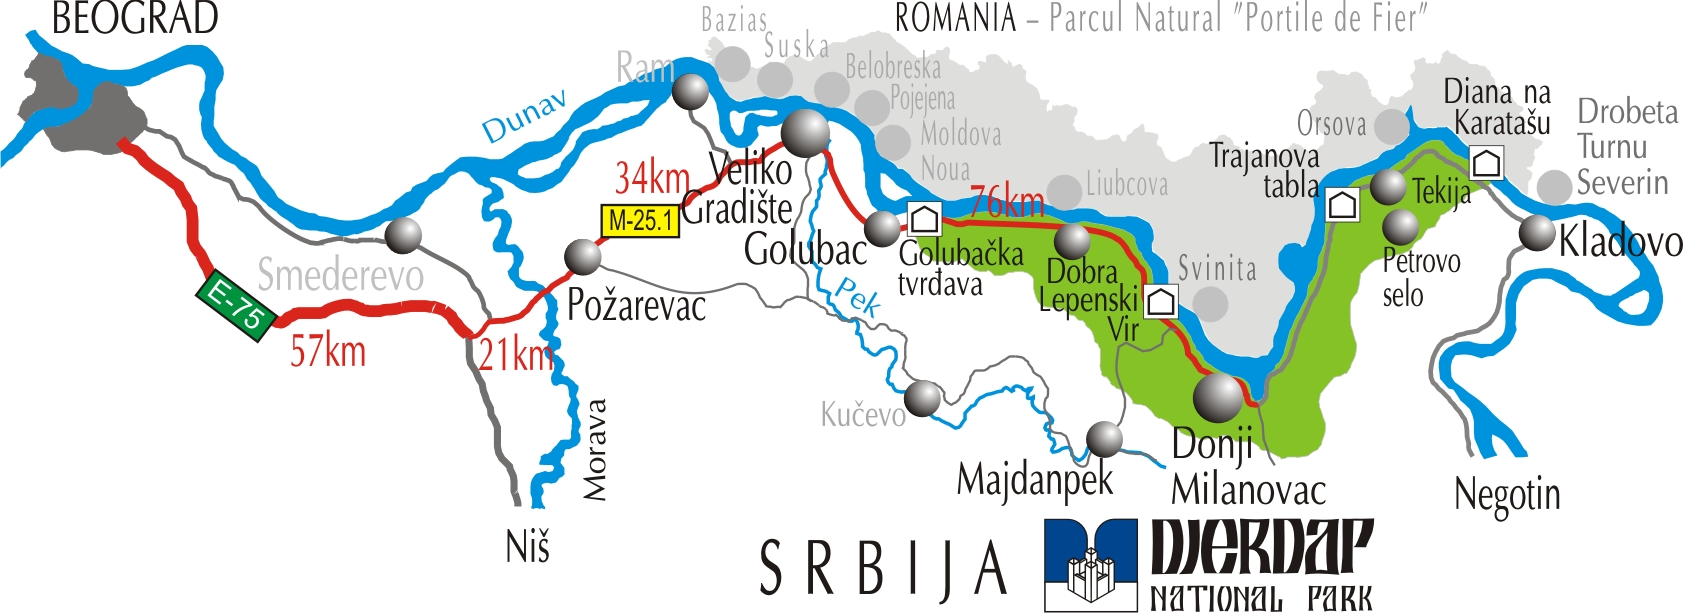 BEOGRAD
ROMANIA – Parcul Natural "Portile de Fier"
Bazias
Suska
Ram
Belobreska
Pojejena
Moldova
Noua
Dunav
Liubcova
Orsova
Diana na
Karatašu
Drobeta
Turnu
Severin
Trajanova
tabla
Tekija
34km
Veliko
Gradište
M-25.1
76km
Golubac
Golubačka
tvrđava
Dobra
Lepenski
Vir
Svinita
Petrovo
selo
Kladovo
Smederevo
E-75
Požarevac
Pek
57km
21km
Kučevo
Morava
Majdanpek
Donji
Milanovac
Negotin
Niš
SRBIJA
DJERDAP
NATIONAL PARK